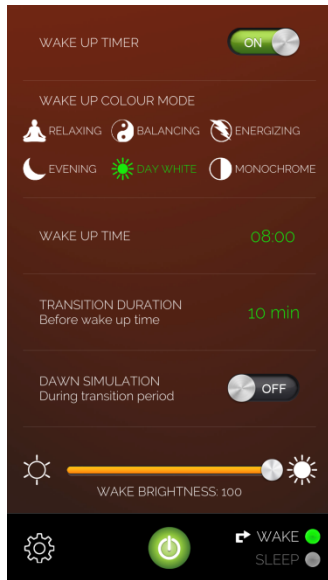 WAKE UP TIMER ON
WAKE UP COLOUR MODE
RELAXING BALANCING ENERGIZING
EVENING DAY WHITE MONOCHROME
WAKE UP TIME 08:00
TRANSITION DURATION
Before wake up time
10 min
DAWN SIMULATION
During transition period
OFF
WAKE BRIGHTNESS: 100
WAKE
SLEEP